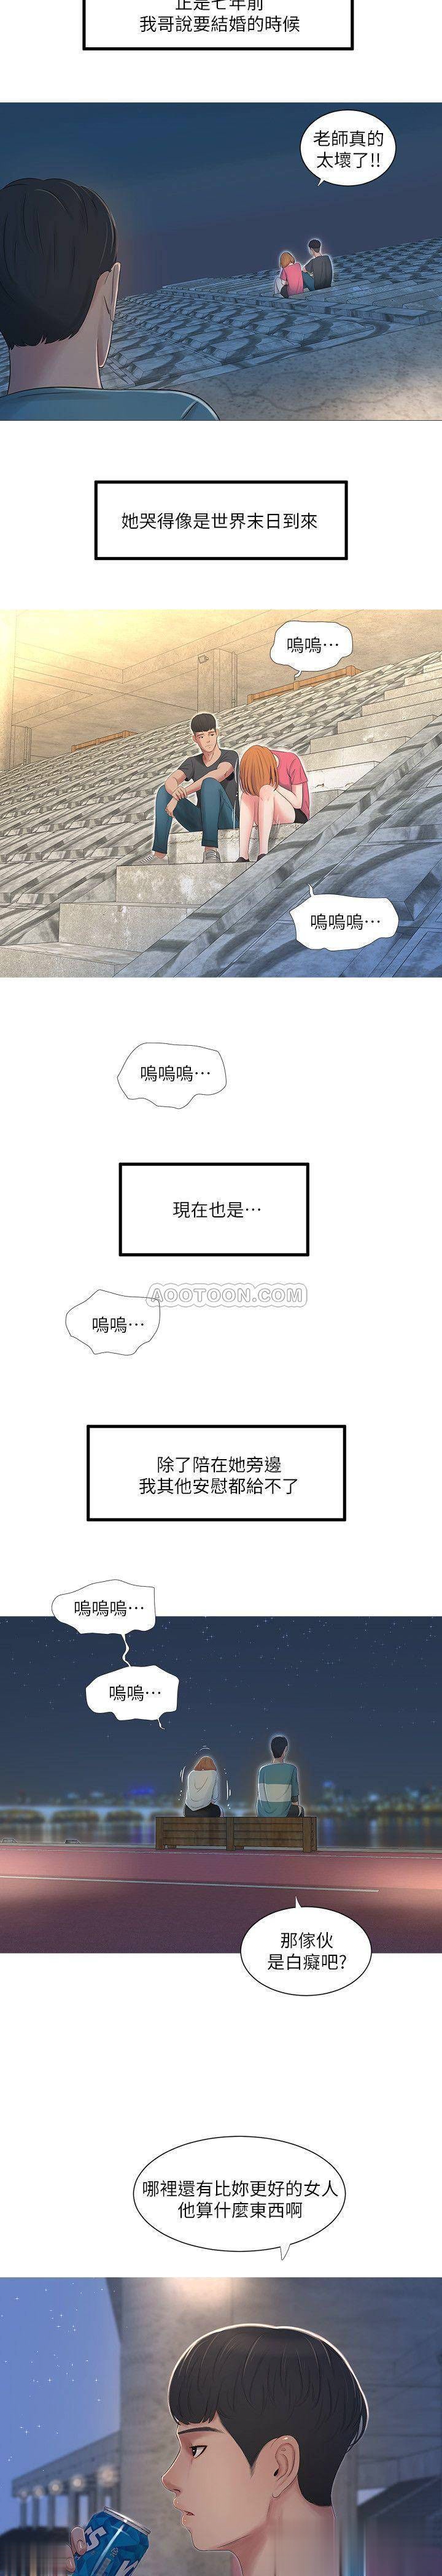 正是七年前
我哥說要結婚的時候
老師真的
太壞了!!
她哭得像是世界末日到來
嗚嗚…
嗚嗚嗚…
嗚嗚嗚…
現在也是…
AOOTOON.COM
嗚嗚…
除了陪在她旁邊
我其他安慰都給不了
嗚嗚嗚…
嗚嗚…
那傢伙
是白癡吧?
哪裡還有比妳更好的女人
他算什麼東西啊